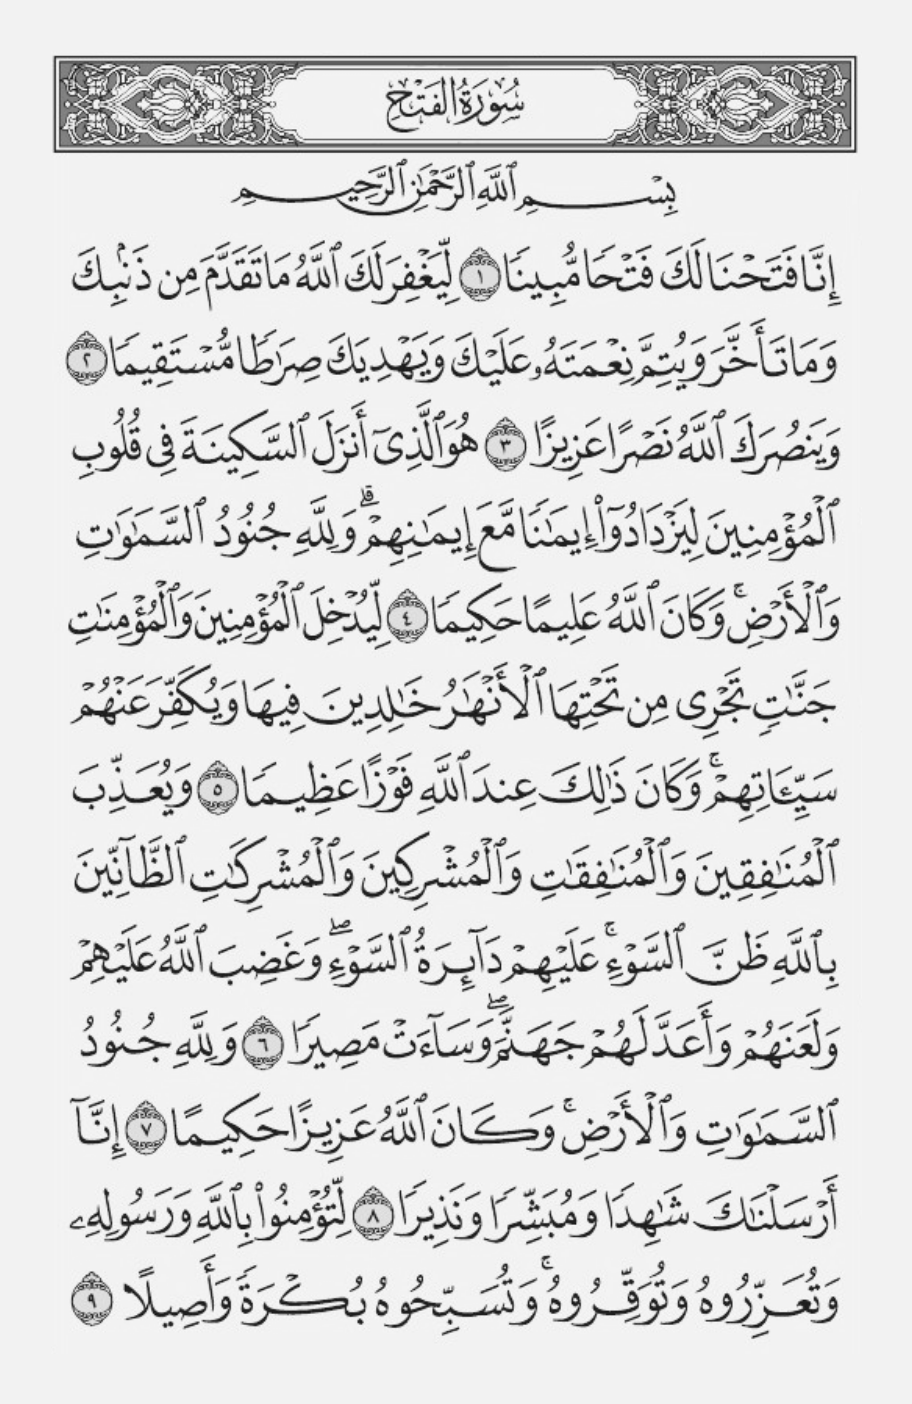 سُورَةُ الْفَتْحِ
بِسْمِ ٱللَّهِ ٱلرَّحْمَٰنِ ٱلرَّحِيمِ
إِنَّا فَتَحْنَا لَكَ فَتْحًا مُّبِينًا ١ لِّيَغْفِرَ لَكَ ٱللَّهُ مَا تَقَدَّمَ مِن ذَنۢبِكَ
وَمَا تَأَخَّرَ وَيُتِمَّ نِعْمَتَهُۥ عَلَيْكَ وَيَهْدِيَكَ صِرَٰطًا مُّسْتَقِيمًا ٢
وَيَنصُرَكَ ٱللَّهُ نَصْرًا عَزِيزًا ٣ هُوَ ٱلَّذِىٓ أَنزَلَ ٱلسَّكِينَةَ فِى قُلُوبِ
ٱلْمُؤْمِنِينَ لِيَزْدَادُوٓا۟ إِيمَٰنًا مَّعَ إِيمَٰنِهِمْ ۗ وَلِلَّهِ جُنُودُ ٱلسَّمَٰوَٰتِ
وَٱلْأَرْضِ ۚ وَكَانَ ٱللَّهُ عَلِيمًا حَكِيمًا ٤ لِّيُدْخِلَ ٱلْمُؤْمِنِينَ وَٱلْمُؤْمِنَٰتِ
جَنَّٰتٍ تَجْرِى مِن تَحْتِهَا ٱلْأَنْهَٰرُ خَٰلِدِينَ فِيهَا وَيُكَفِّرَ عَنْهُمْ
سَيِّـَٔاتِهِمْ ۚ وَكَانَ ذَٰلِكَ عِندَ ٱللَّهِ فَوْزًا عَظِيمًا ٥ وَيُعَذِّبَ
ٱلْمُنَٰفِقِينَ وَٱلْمُنَٰفِقَٰتِ وَٱلْمُشْرِكِينَ وَٱلْمُشْرِكَٰتِ ٱلظَّآنِّينَ
بِٱللَّهِ ظَنَّ ٱلسَّوْءِ ۚ عَلَيْهِمْ دَآئِرَةُ ٱلسَّوْءِ ۖ وَغَضِبَ ٱللَّهُ عَلَيْهِمْ
وَلَعَنَهُمْ وَأَعَدَّ لَهُمْ جَهَنَّمَ ۖ وَسَآءَتْ مَصِيرًا ٦ وَلِلَّهِ جُنُودُ
ٱلسَّمَٰوَٰتِ وَٱلْأَرْضِ ۚ وَكَانَ ٱللَّهُ عَزِيزًا حَكِيمًا ٧ إِنَّآ
أَرْسَلْنَٰكَ شَٰهِدًا وَمُبَشِّرًا وَنَذِيرًا ٨ لِّتُؤْمِنُوا۟ بِٱللَّهِ وَرَسُولِهِۦ
وَتُعَزِّرُوهُ وَتُوَقِّرُوهُ ۚ وَتُسَبِّحُوهُ بُكْرَةً وَأَصِيلًا ٩